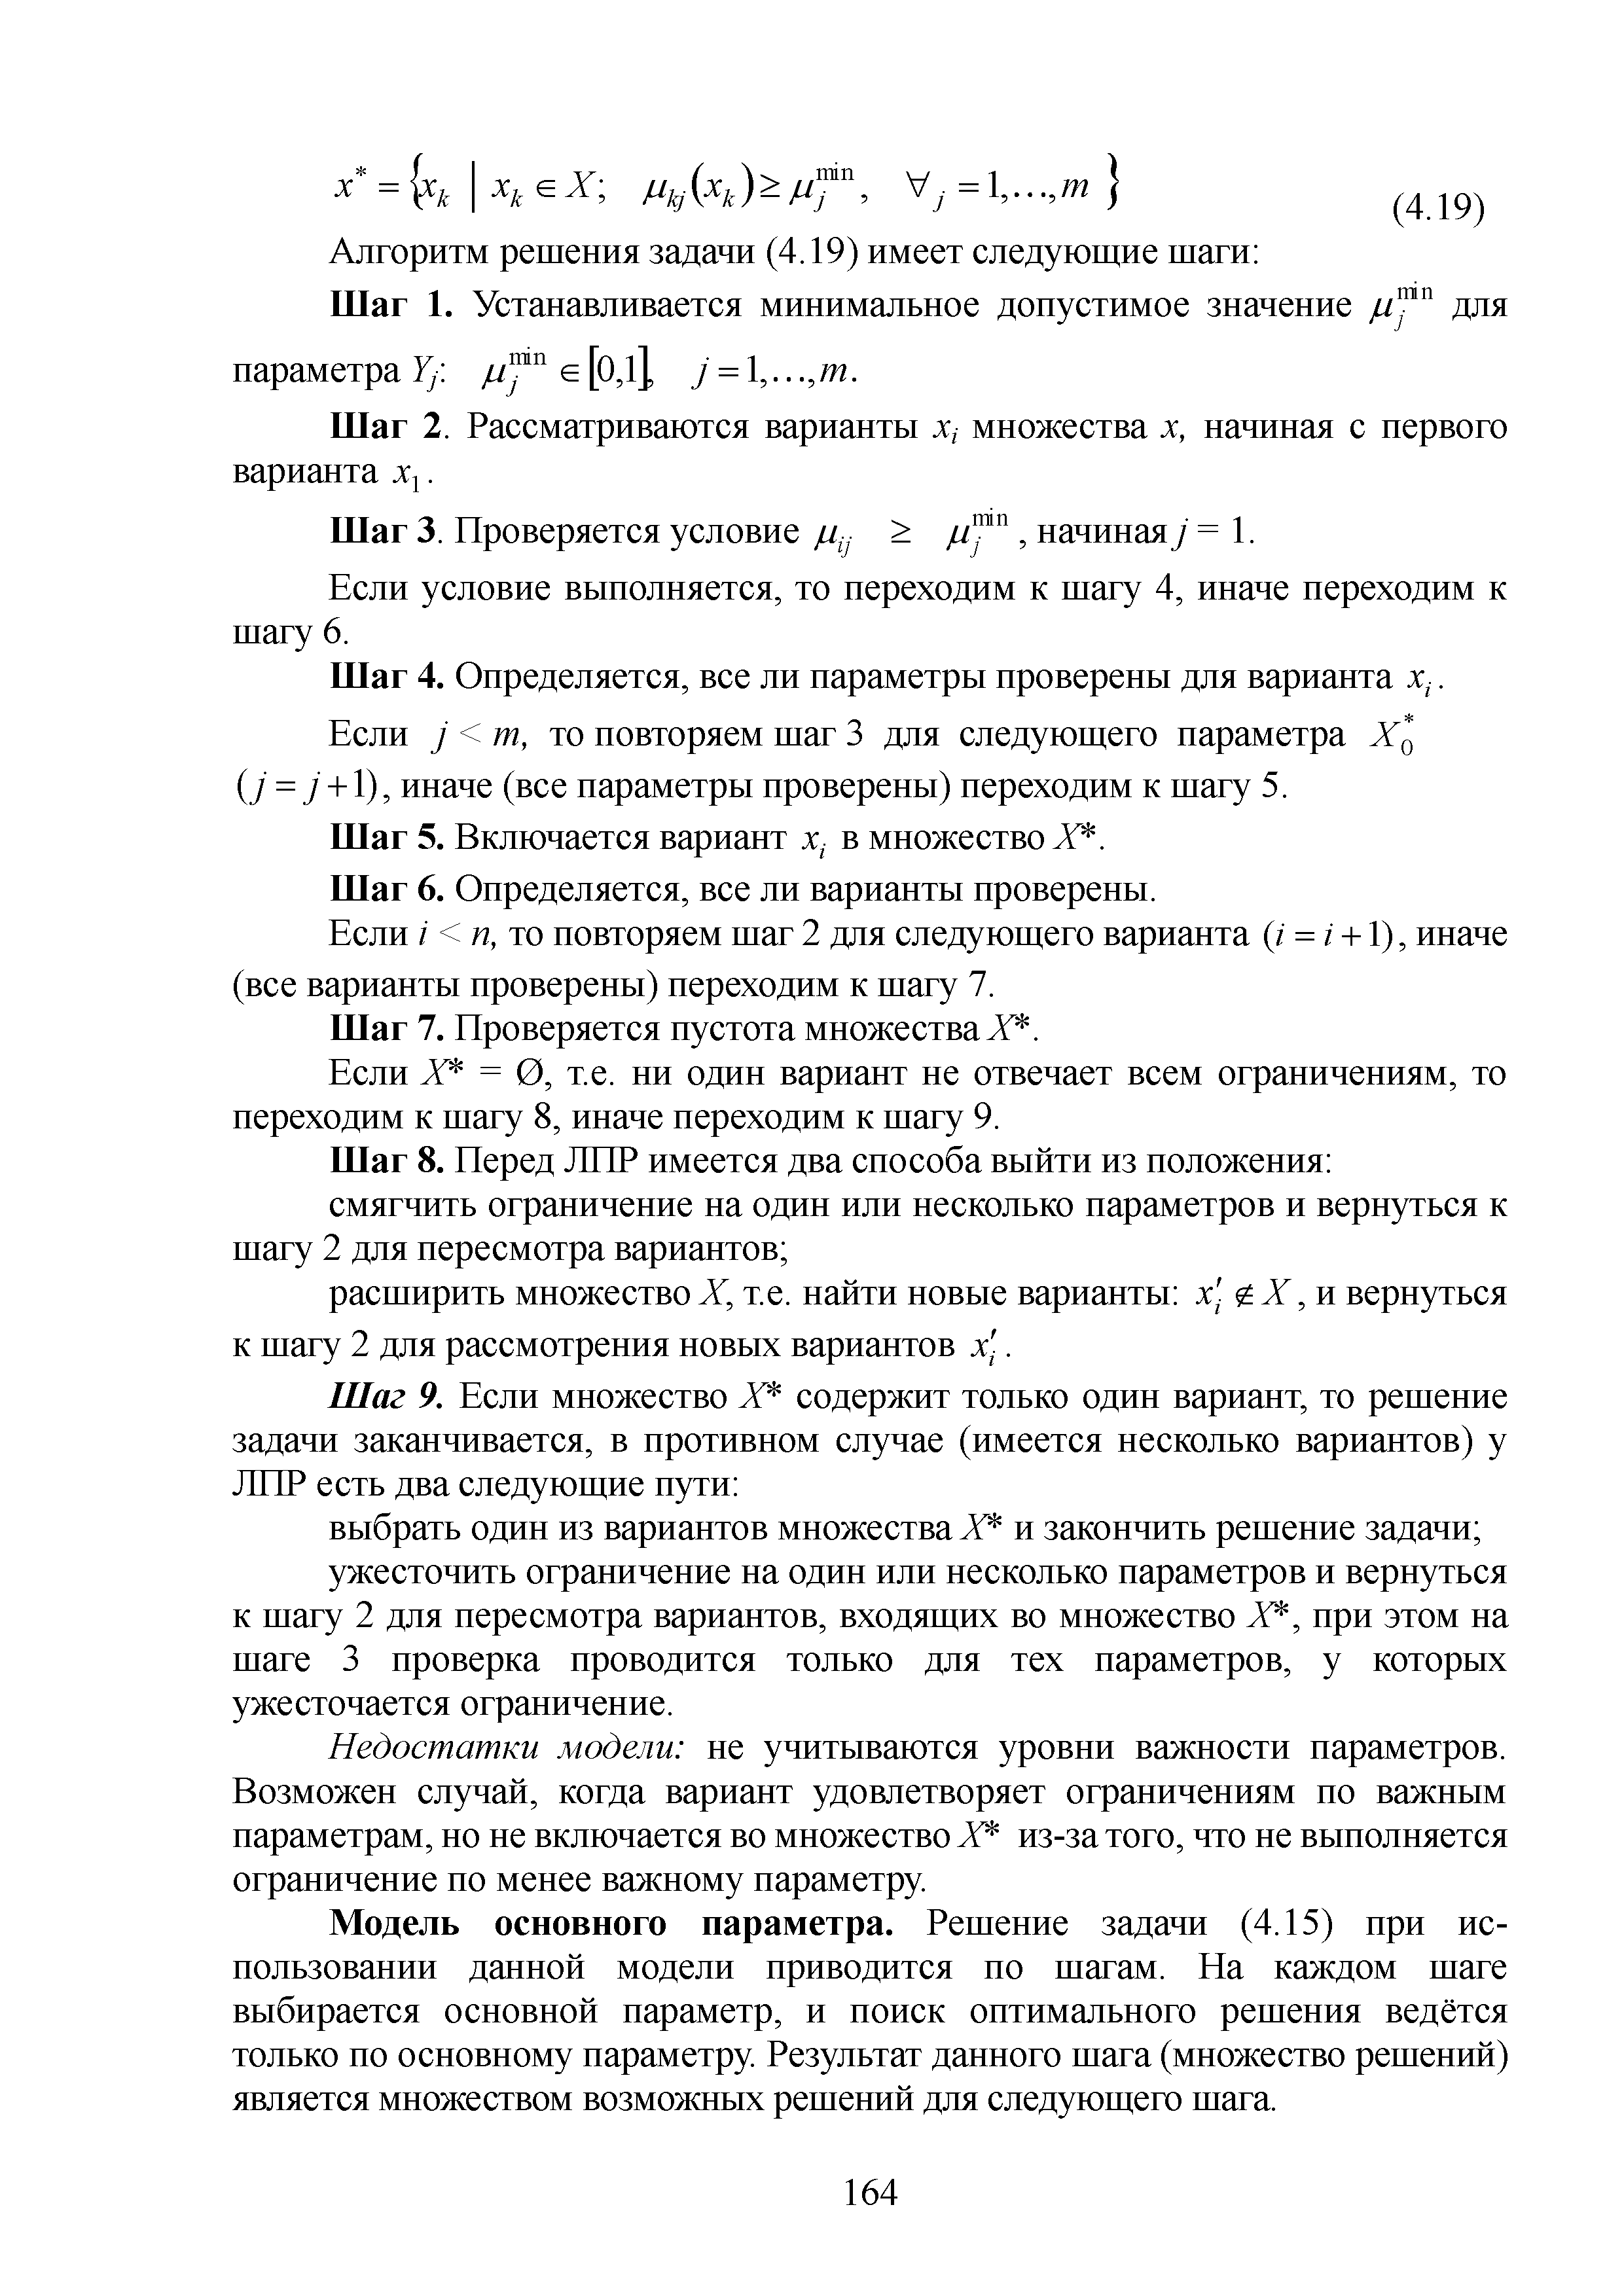 x* = {x_k | x_k ∈ X; μ_kj(x_k) ≥ μ_j^min, ∀_j = 1,...,m}
(4.19)
Алгоритм решения задачи (4.19) имеет следующие шаги:
Шаг 1. Устанавливается минимальное допустимое значение μ_j^min для
параметра Y_j: μ_j^min ∈ [0,1], j = 1,...,m.
Шаг 2. Рассматриваются варианты x_i множества x, начиная с первого
варианта x_1.
Шаг 3. Проверяется условие μ_ij ≥ μ_j^min, начиная j = 1.
Если условие выполняется, то переходим к шагу 4, иначе переходим к
шагу 6.
Шаг 4. Определяется, все ли параметры проверены для варианта x_i.
Если j < m, то повторяем шаг 3 для следующего параметра X_0^*
(j = j+1), иначе (все параметры проверены) переходим к шагу 5.
Шаг 5. Включается вариант x_i в множество X*.
Шаг 6. Определяется, все ли варианты проверены.
Если i < n, то повторяем шаг 2 для следующего варианта (i = i+1), иначе
(все варианты проверены) переходим к шагу 7.
Шаг 7. Проверяется пустота множества X*.
Если X* = Ø, т.е. ни один вариант не отвечает всем ограничениям, то
переходим к шагу 8, иначе переходим к шагу 9.
Шаг 8. Перед ЛПР имеется два способа выйти из положения:
смягчить ограничение на один или несколько параметров и вернуться к
шагу 2 для пересмотра вариантов;
расширить множество X, т.е. найти новые варианты: x′_i ∉ X, и вернуться
к шагу 2 для рассмотрения новых вариантов x′_i.
Шаг 9. Если множество X* содержит только один вариант, то решение
задачи заканчивается, в противном случае (имеется несколько вариантов) у
ЛПР есть два следующие пути:
выбрать один из вариантов множества X* и закончить решение задачи;
ужесточить ограничение на один или несколько параметров и вернуться
к шагу 2 для пересмотра вариантов, входящих во множество X*, при этом на
шаге 3 проверка проводится только для тех параметров, у которых
ужесточается ограничение.
Недостатки модели: не учитываются уровни важности параметров.
Возможен случай, когда вариант удовлетворяет ограничениям по важным
параметрам, но не включается во множество X* из-за того, что не выполняется
ограничение по менее важному параметру.
Модель основного параметра. Решение задачи (4.15) при ис-
пользовании данной модели приводится по шагам. На каждом шаге
выбирается основной параметр, и поиск оптимального решения ведётся
только по основному параметру. Результат данного шага (множество решений)
является множеством возможных решений для следующего шага.
164